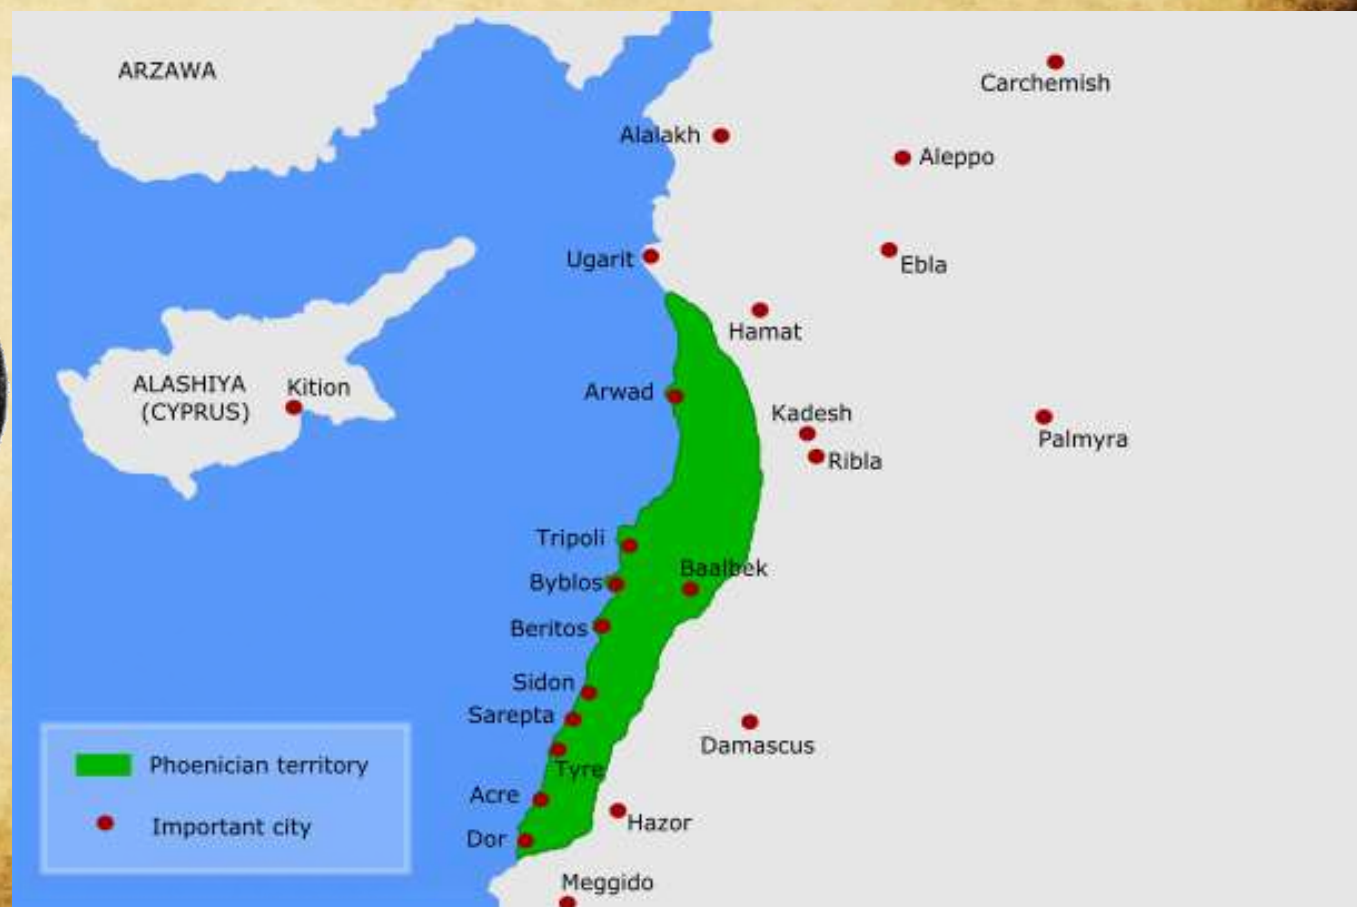 ARZAWA
Carchemish
Alalakh
Aleppo
Ugarit
Ebla
Hamat
ALASHIYA
(CYPRUS)
Kition
Arwad
Kadesh
Ribla
Palmyra
Tripoli
Baalbek
Byblos
Beritos
Sidon
Sarepta
Damascus
Tyre
Acre
Hazor
Dor
Meggido
Phoenician territory
Important city